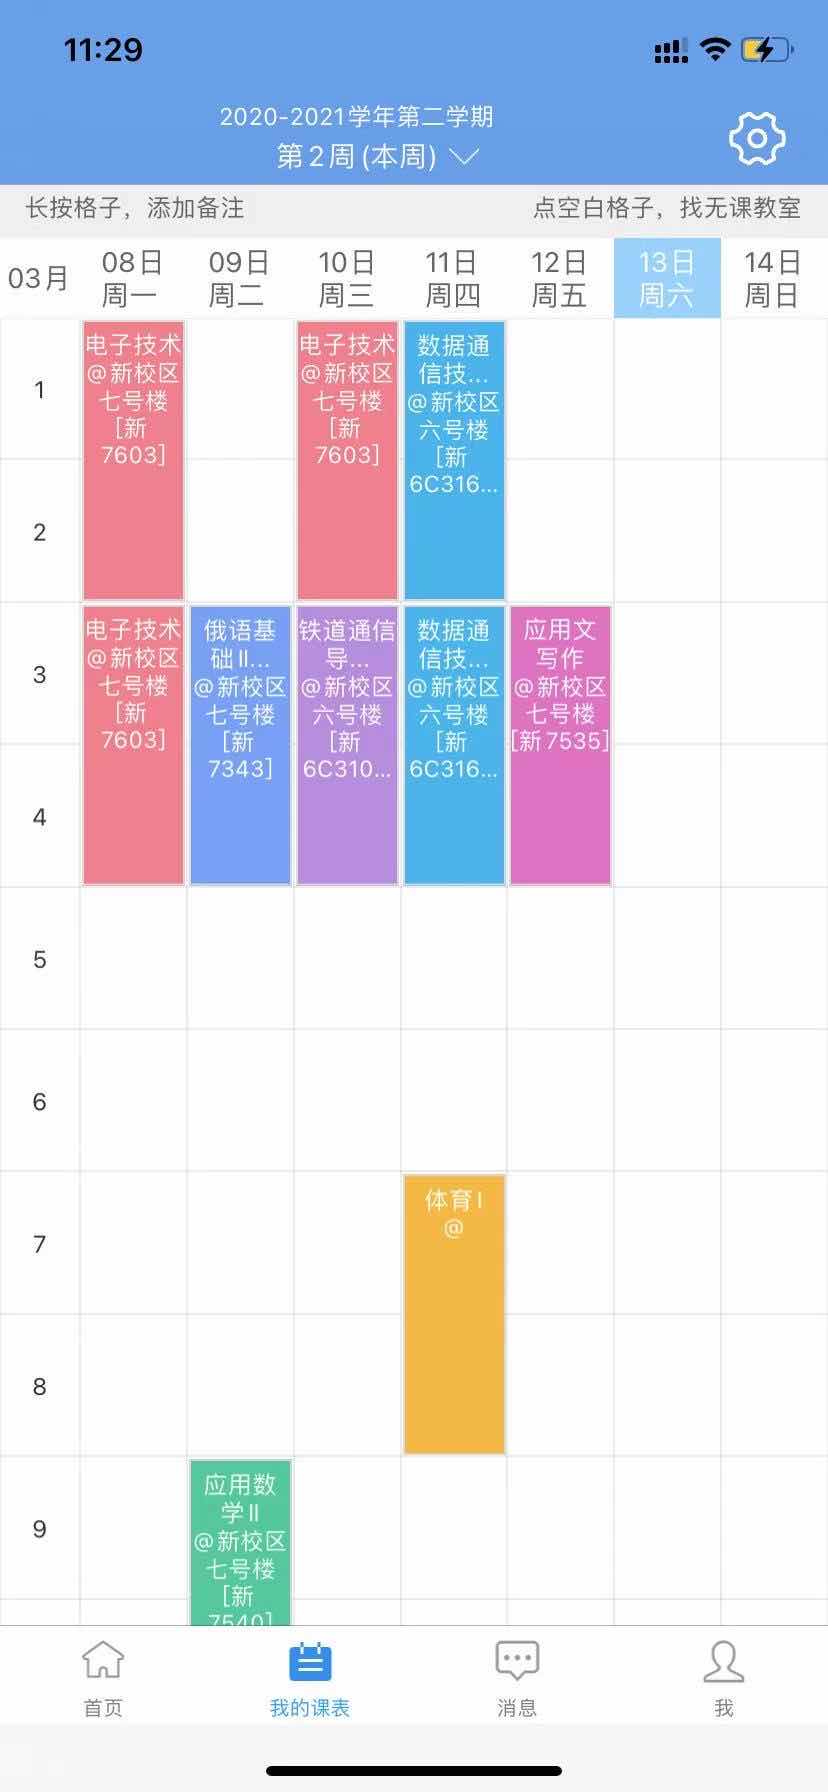 11:29
2020-2021学年第二学期
第2周(本周)
长按格子，添加备注
点空白格子，找无课教室
03月
08日
周一
09日
周二
10日
周三
11日
周四
12日
周五
13日
周六
14日
周日
1
电子技术
@新校区
七号楼
[新
7603]
电子技术
@新校区
七号楼
[新
7603]
数据通
信技...
@新校区
六号楼
[新
6C316...
2
3
电子技术
@新校区
七号楼
[新
7603]
俄语基
础Ⅱ...
@新校区
七号楼
[新
7343]
铁道通信
导...
@新校区
六号楼
[新
6C310...
数据通
信技...
@新校区
六号楼
[新
6C316...
应用文
写作
@新校区
七号楼
[新7535]
4
5
6
7
体育Ⅰ
@
8
9
应用数
学Ⅱ
@新校区
七号楼
[新
7540]
首页
我的课表
消息
我